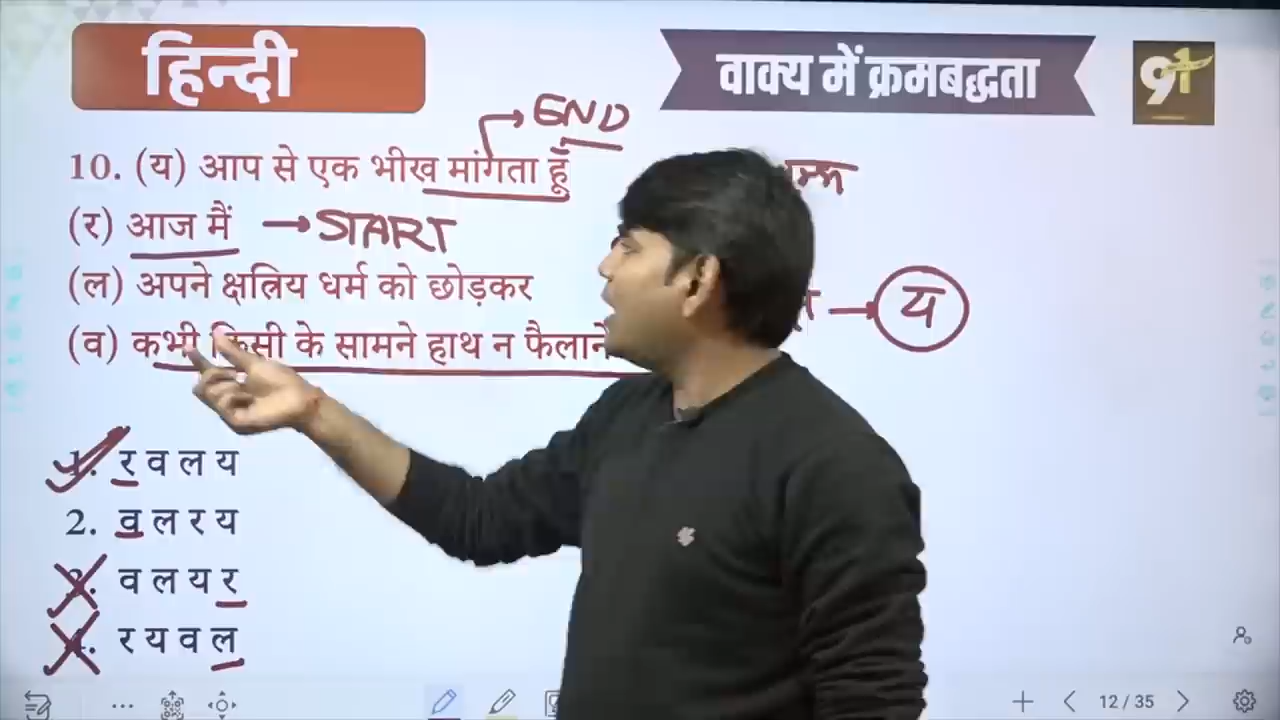 हिन्दी
वाक्य में क्रमबद्धता
END
10. (य) आप से एक भीख मांगता हूँ
(र) आज मैं → START
(ल) अपने क्षत्रिय धर्म को छोड़कर
य
(व) कभी किसी के सामने हाथ न फैलाने
1. र व ल य
2. व ल र य
3. व ल य र
4. र य व ल
12 / 35